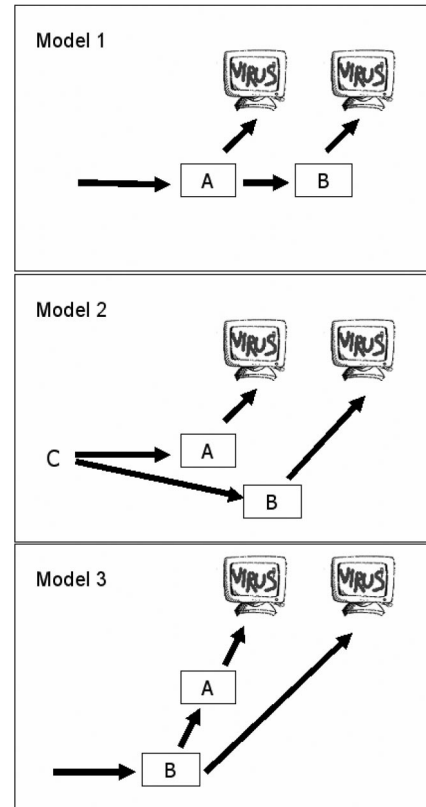 Model 1
VIRUS VIRUS
A B
Model 2
VIRUS VIRUS
C A
B
Model 3
VIRUS VIRUS
A
B